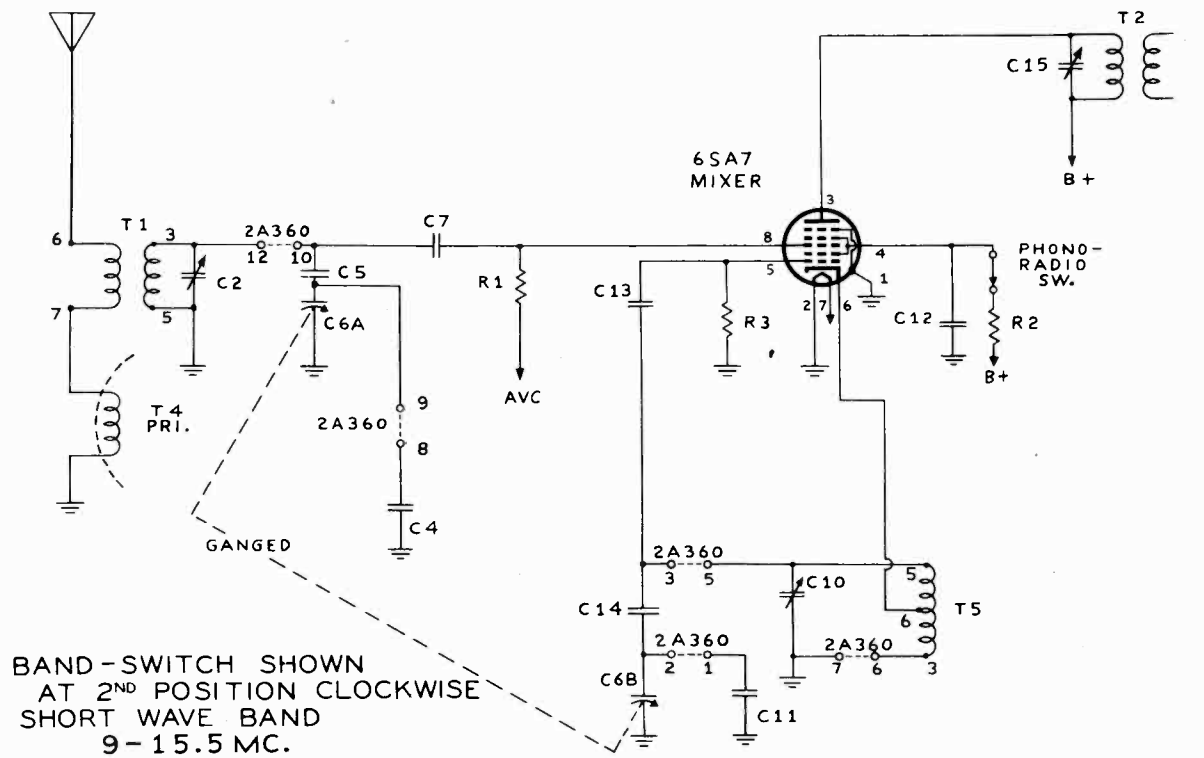 T2
C15
B+
6SA7
MIXER
3
6
T1
3
2A360
12
10
C7
8
4
PHONO-
RADIO
SW.
C2
C5
R1
5
1
7
5
C6A
C13
R3
2
7
6
C12
R2
AVC
B+
T4
PRI.
9
2A360
8
C4
GANGED
2A360
3
5
C10
5
C14
6
T5
2A360
2A360
2
1
7
6
3
C6B
C11
BAND-SWITCH SHOWN
AT 2ND POSITION CLOCKWISE
SHORT WAVE BAND
9-15.5 MC.